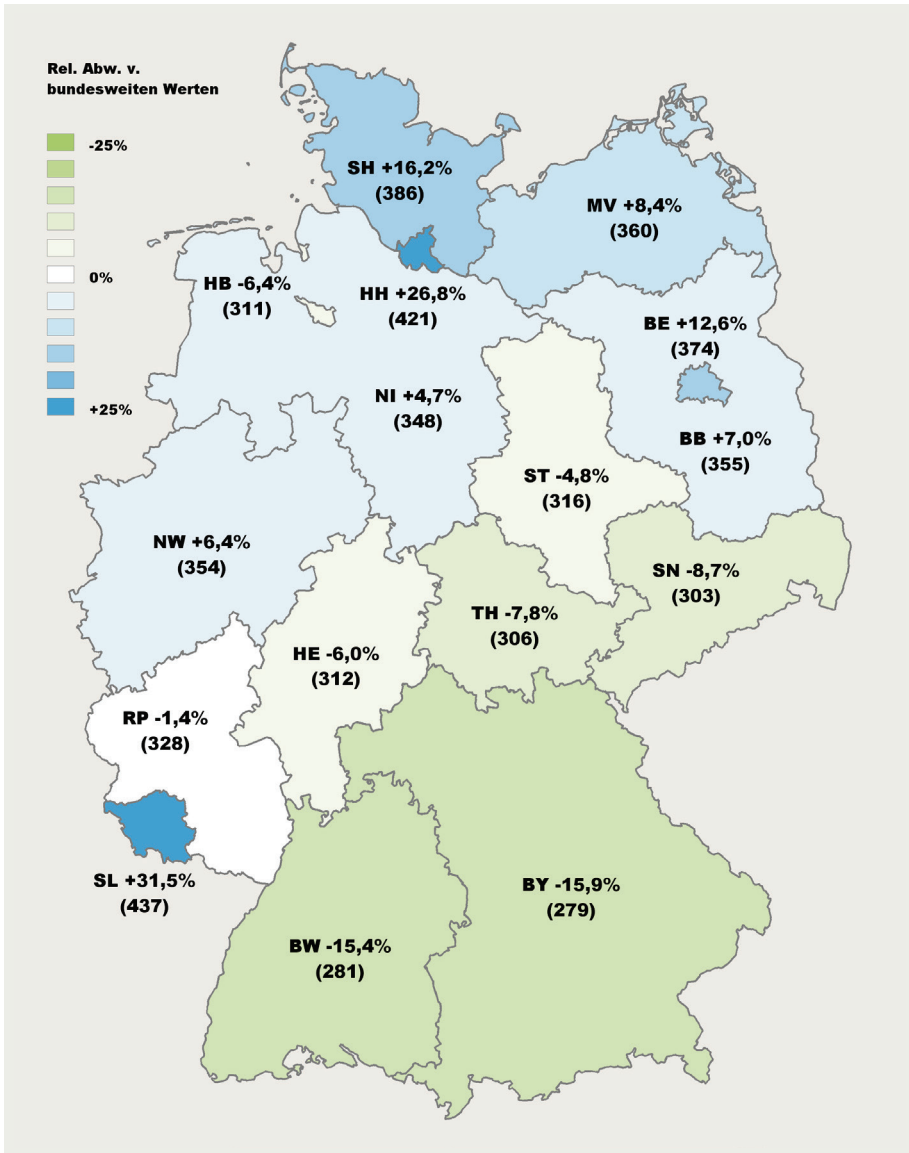 Rel. Abw. v.
bundesweiten Werten
-25%
0%
+25%
SH +16,2%
(386)
MV +8,4%
(360)
HB -6,4%
(311)
HH +26,8%
(421)
BE +12,6%
(374)
NI +4,7%
(348)
BB +7,0%
(355)
ST -4,8%
(316)
NW +6,4%
(354)
SN -8,7%
(303)
TH -7,8%
(306)
HE -6,0%
(312)
RP -1,4%
(328)
SL +31,5%
(437)
BY -15,9%
(279)
BW -15,4%
(281)